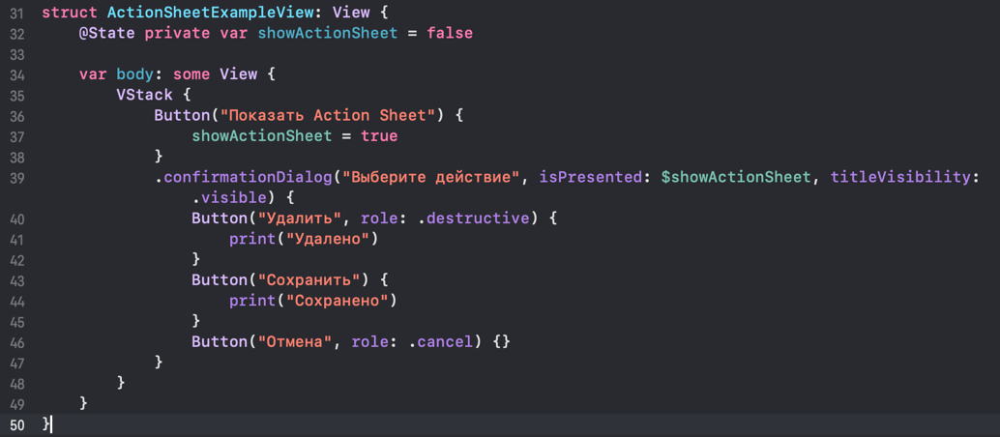 31 struct ActionSheetExampleView: View {
32     @State private var showActionSheet = false
33
34     var body: some View {
35         VStack {
36             Button("Показать Action Sheet") {
37                 showActionSheet = true
38             }
39             .confirmationDialog("Выберите действие", isPresented: $showActionSheet, titleVisibility:
                .visible) {
40                 Button("Удалить", role: .destructive) {
41                     print("Удалено")
42                 }
43                 Button("Сохранить") {
44                     print("Сохранено")
45                 }
46                 Button("Отмена", role: .cancel) {}
47             }
48         }
49     }
50 }